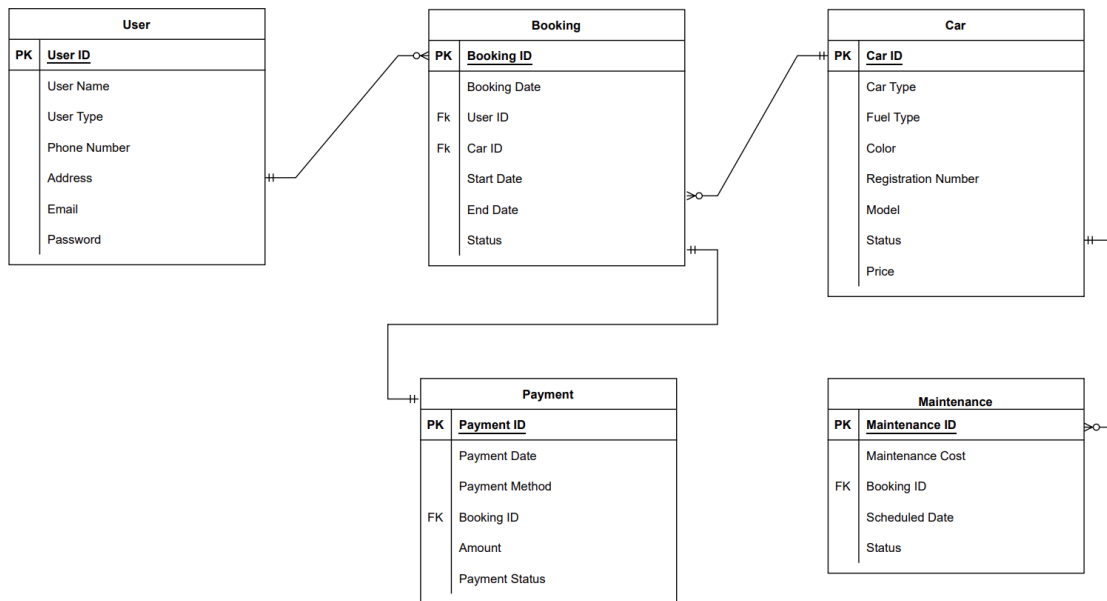 User
PK User ID
User Name
User Type
Phone Number
Address
Email
Password
Booking
PK Booking ID
Booking Date
Fk User ID
Fk Car ID
Start Date
End Date
Status
Car
PK Car ID
Car Type
Fuel Type
Color
Registration Number
Model
Status
Price
Payment
PK Payment ID
Payment Date
Payment Method
FK Booking ID
Amount
Payment Status
Maintenance
PK Maintenance ID
Maintenance Cost
FK Booking ID
Scheduled Date
Status